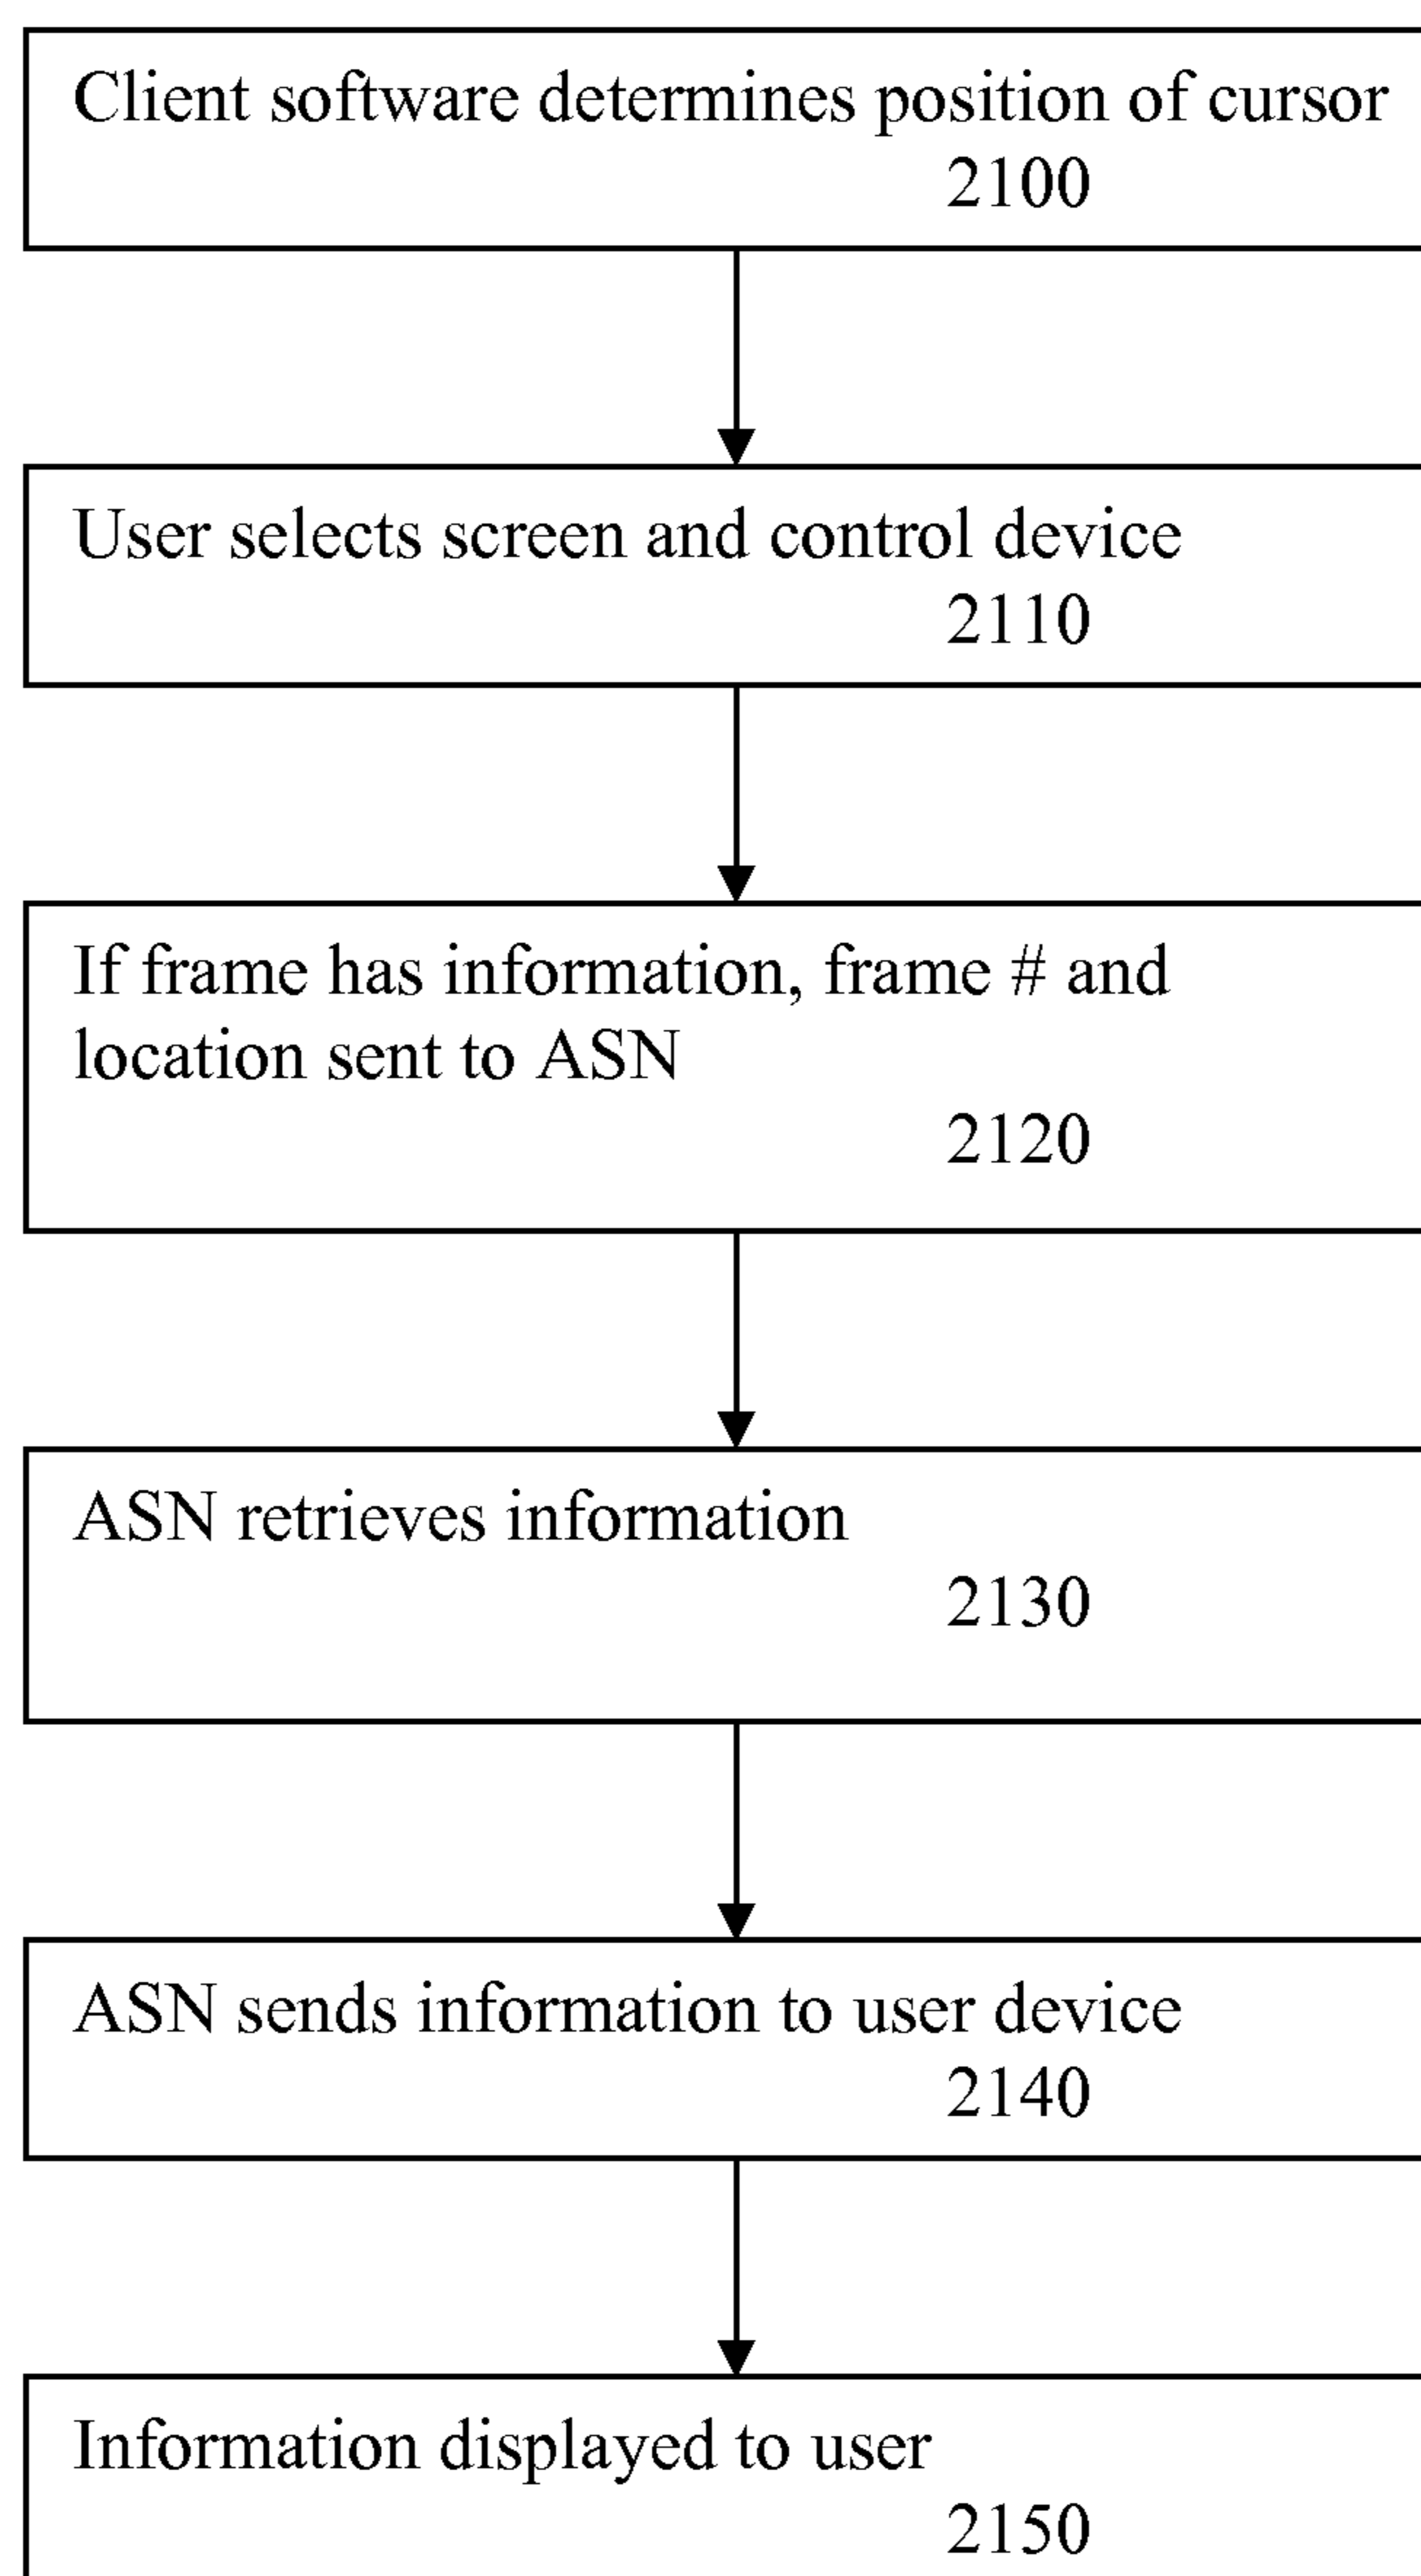 Client software determines position of cursor
2100
User selects screen and control device
2110
If frame has information, frame # and
location sent to ASN
2120
ASN retrieves information
2130
ASN sends information to user device
2140
Information displayed to user
2150